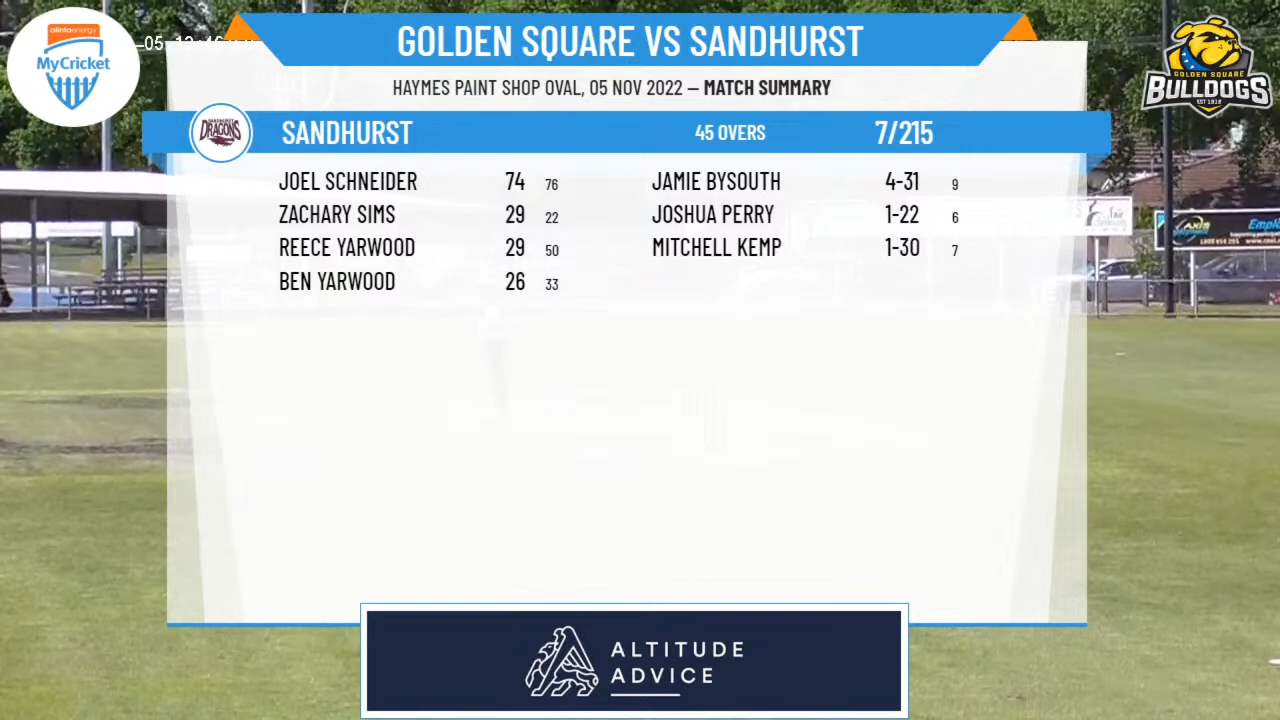 alintaenergy
MyCricket
GOLDEN SQUARE VS SANDHURST
HAYMES PAINT SHOP OVAL, 05 NOV 2022 – MATCH SUMMARY
GOLDEN SQUARE
BULLDOGS
EST 1912
DRAGONS
SANDHURST 45 OVERS 7/215
JOEL SCHNEIDER 74 76 JAMIE BYSOUTH 4-31 9
ZACHARY SIMS 29 22 JOSHUA PERRY 1-22 6
REECE YARWOOD 29 50 MITCHELL KEMP 1-30 7
BEN YARWOOD 26 33
AXIS
ALTITUDE
ADVICE